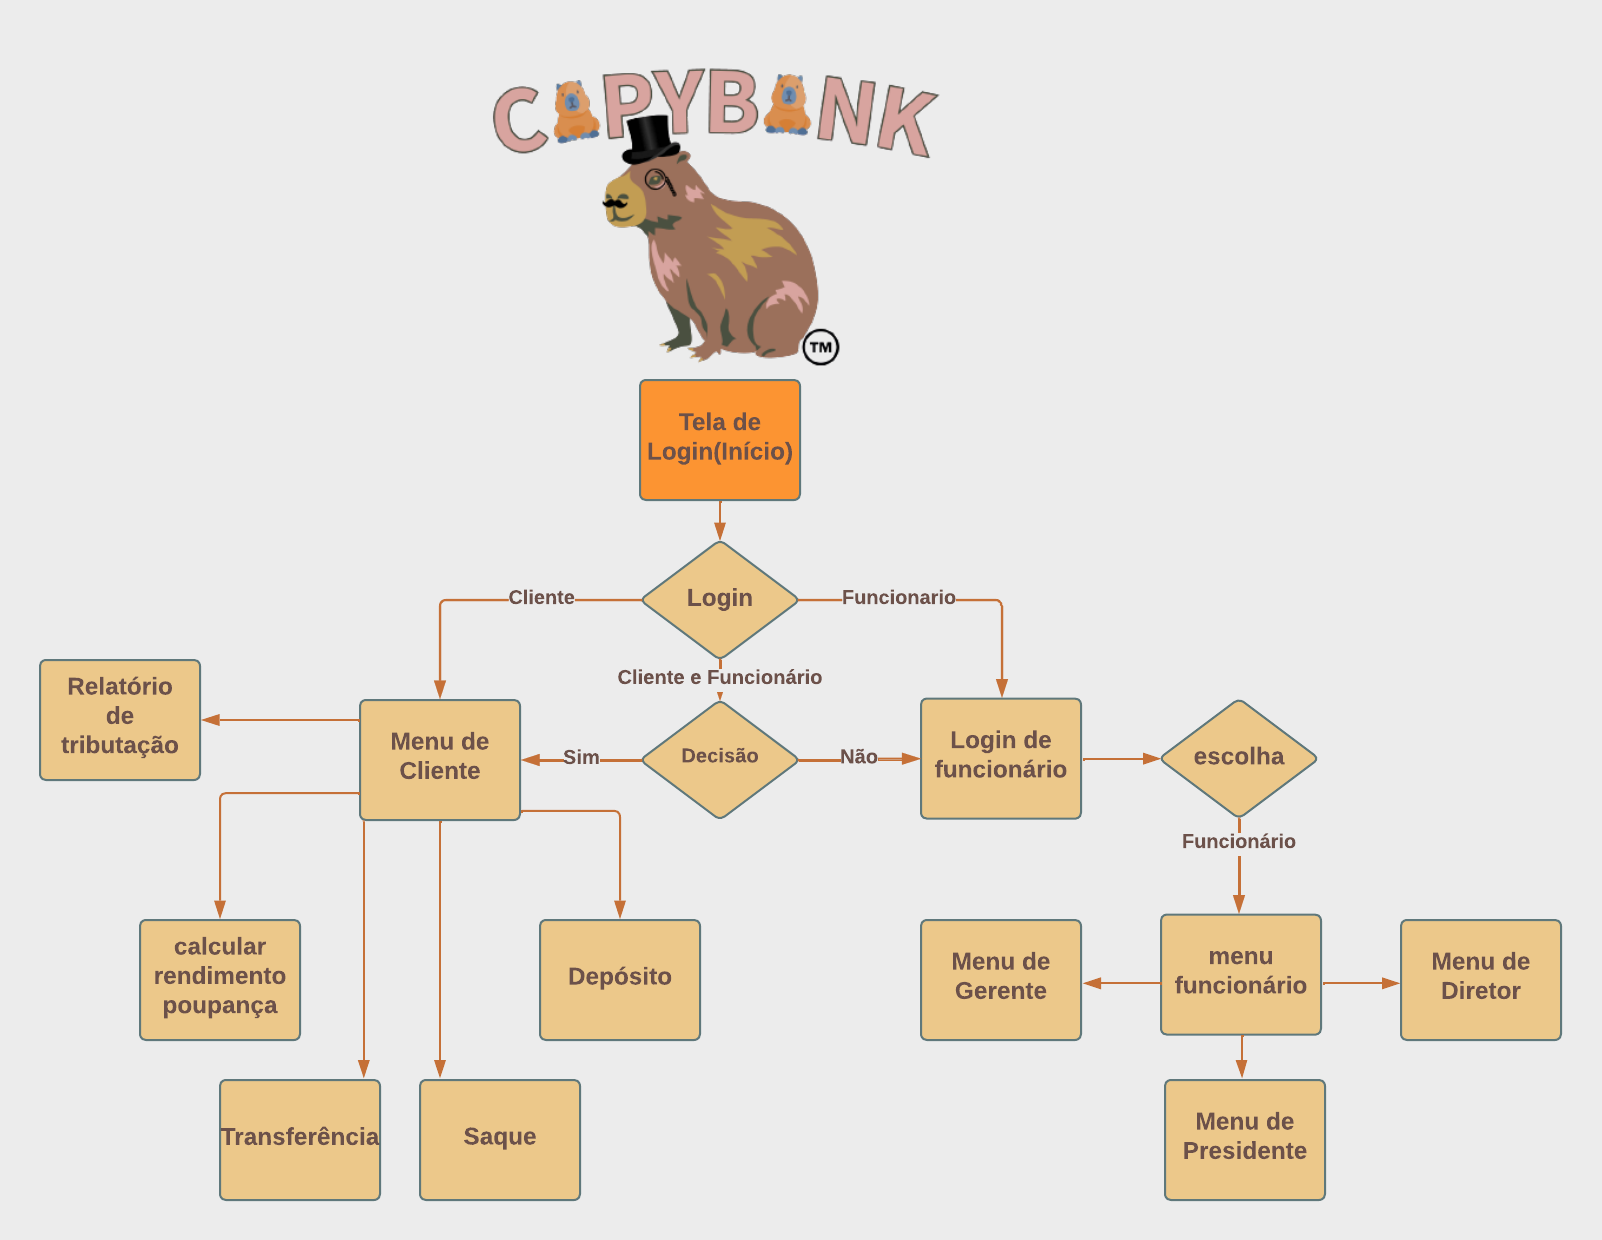 CAPYBANK
TM
Tela de
Login(Início)
Login
Cliente
Funcionario
Cliente e Funcionário
Relatório
de
tributação
Menu de
Cliente
Sim
Decisão
Não
Login de
funcionário
escolha
Funcionário
calcular
rendimento
poupança
Depósito
Menu de
Gerente
menu
funcionário
Menu de
Diretor
Transferência
Saque
Menu de
Presidente